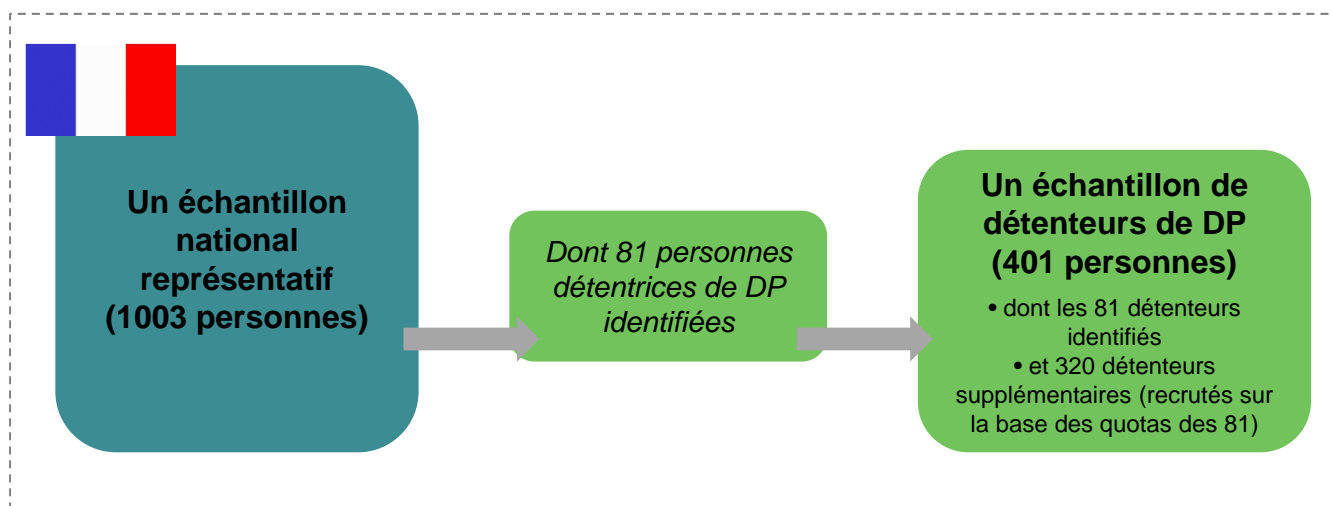 Un échantillon
national
représentatif
(1003 personnes)
Dont 81 personnes
détentrices de DP
identifiées
Un échantillon de
détenteurs de DP
(401 personnes)
• dont les 81 détenteurs
identifiés
• et 320 détenteurs
supplémentaires (recrutés sur
la base des quotas des 81)